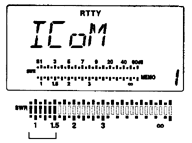 RTTY
ICoM
S1 3 5 7 9 20 40 60dB
SWR
MEMO
1 1.5 2 3 ∞
1
SWR
1 1.5 2 3 ∞